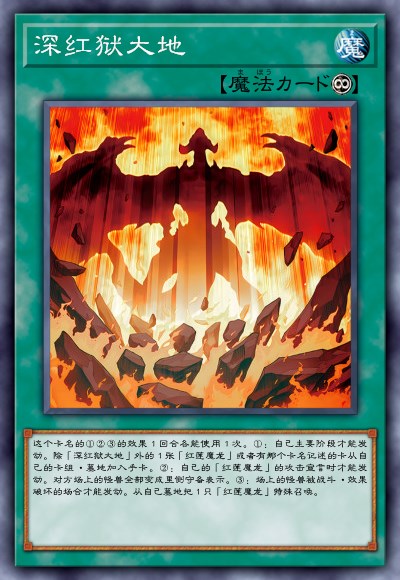 深红狱大地
魔
まほう
【魔法カード】
这个卡名的①②③的效果1回合各能使用1次。①：自己主要阶段才能发
动。除「深红狱大地」外的1张「红莲魔龙」或者有那个卡名记述的卡从自
己的卡组·墓地加入手卡。②：自己的「红莲魔龙」的攻击宣言时才能发
动。对方场上的怪兽全部变成里侧守备表示。③：场上的怪兽被战斗·效果
破坏的场合才能发动。从自己墓地把1只「红莲魔龙」特殊召唤。